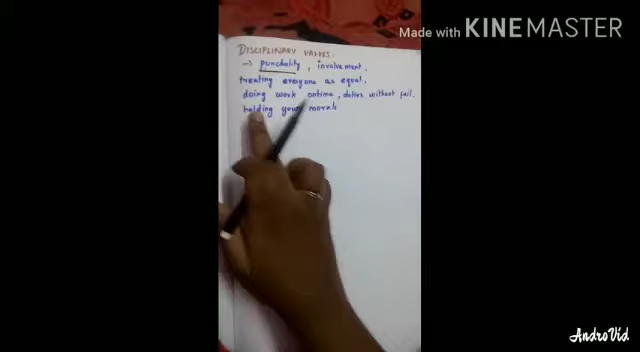 Made with KINEMASTER
DISCIPLINARY VALUES:
→ punchality, involvement,
treating everyone as equal,
doing work ontime, duties without fail.
holding your morals
AndroVid